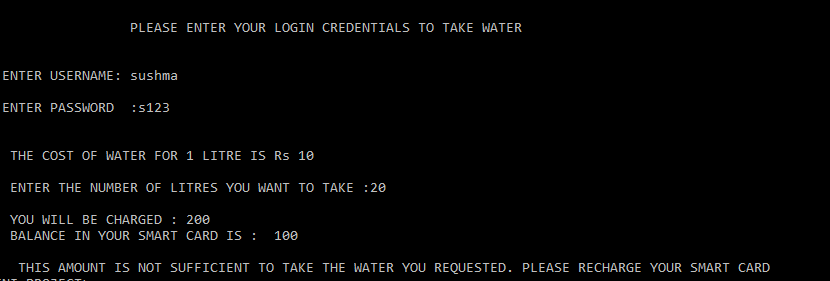 PLEASE ENTER YOUR LOGIN CREDENTIALS TO TAKE WATER
ENTER USERNAME: sushma
ENTER PASSWORD :s123
THE COST OF WATER FOR 1 LITRE IS Rs 10
ENTER THE NUMBER OF LITRES YOU WANT TO TAKE :20
YOU WILL BE CHARGED : 200
BALANCE IN YOUR SMART CARD IS : 100
THIS AMOUNT IS NOT SUFFICIENT TO TAKE THE WATER YOU REQUESTED. PLEASE RECHARGE YOUR SMART CARD